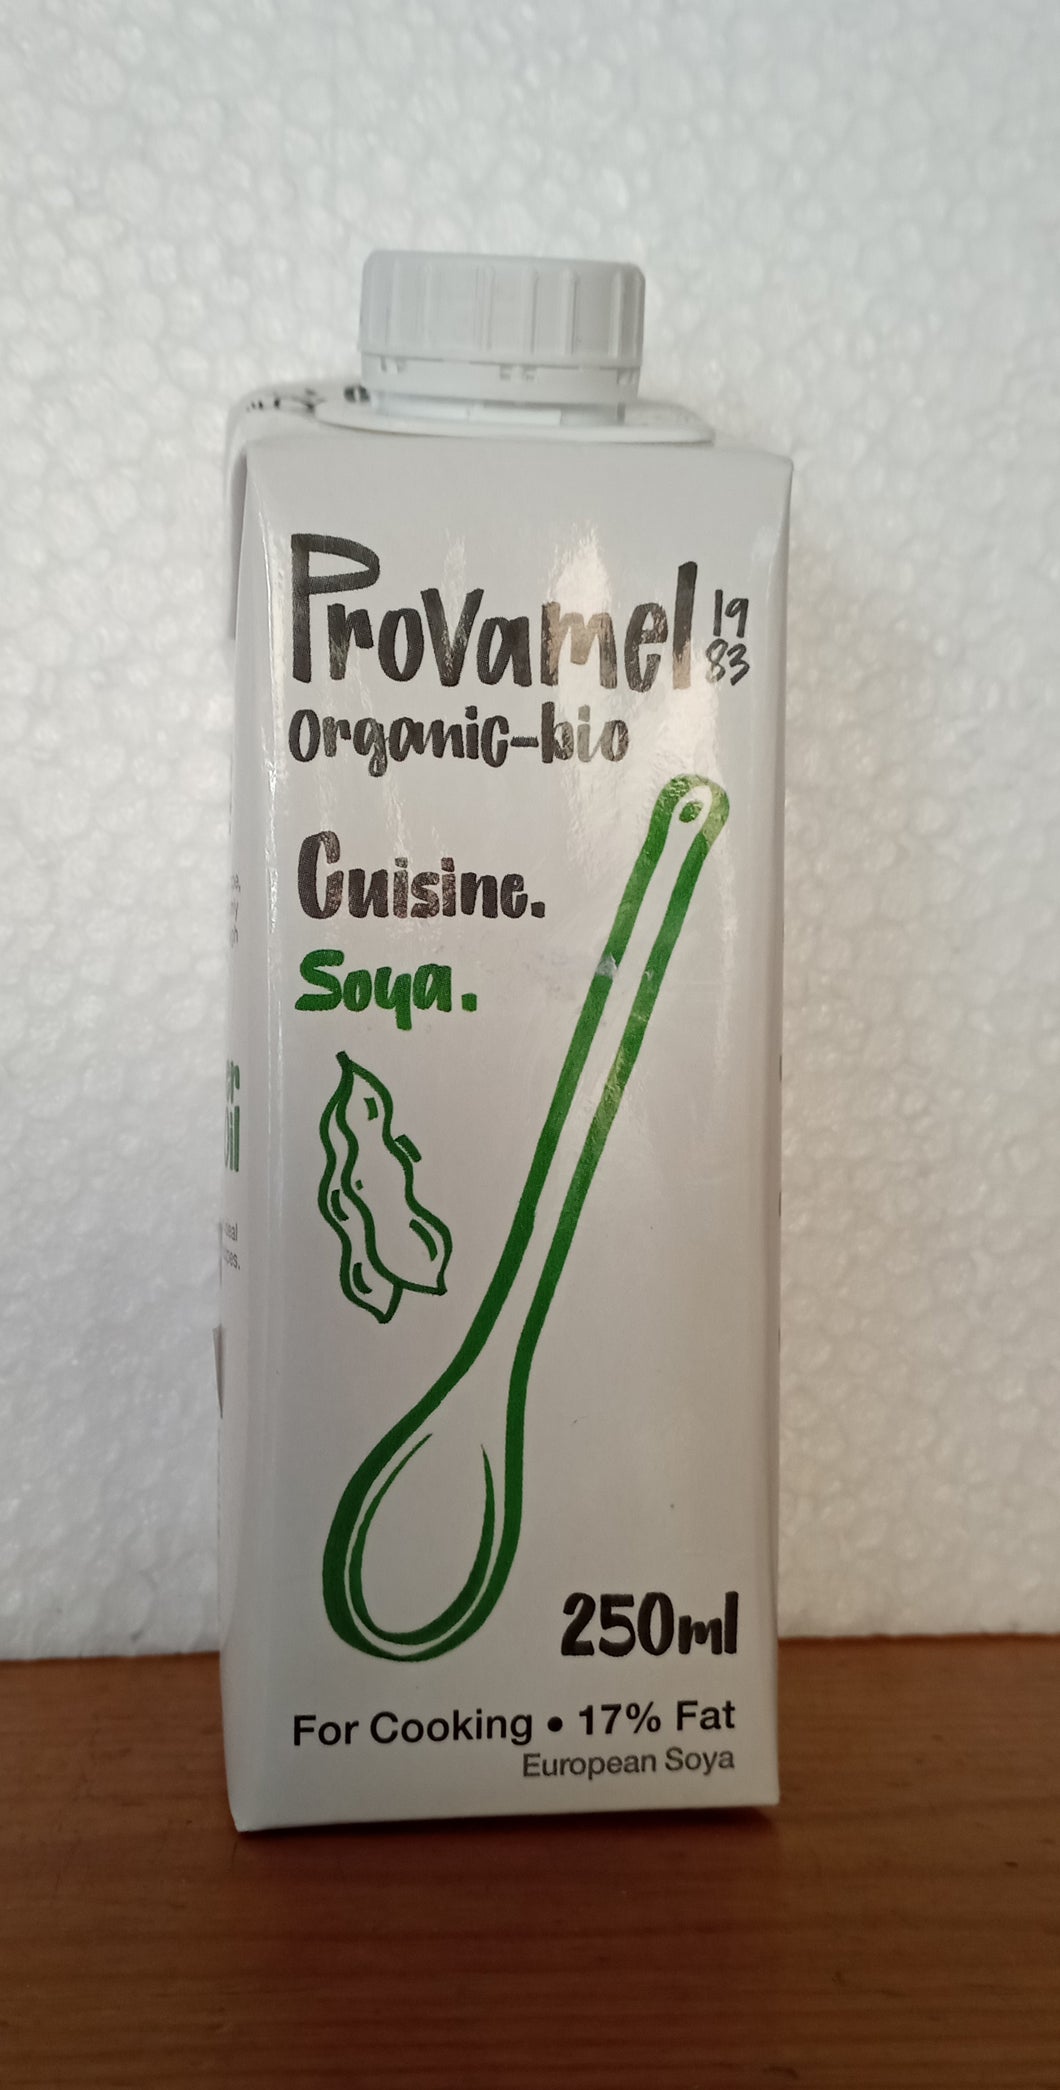 Provamel
19
83
organic-bio
Cuisine.
Soya.
250ml
For Cooking • 17% Fat
European Soya